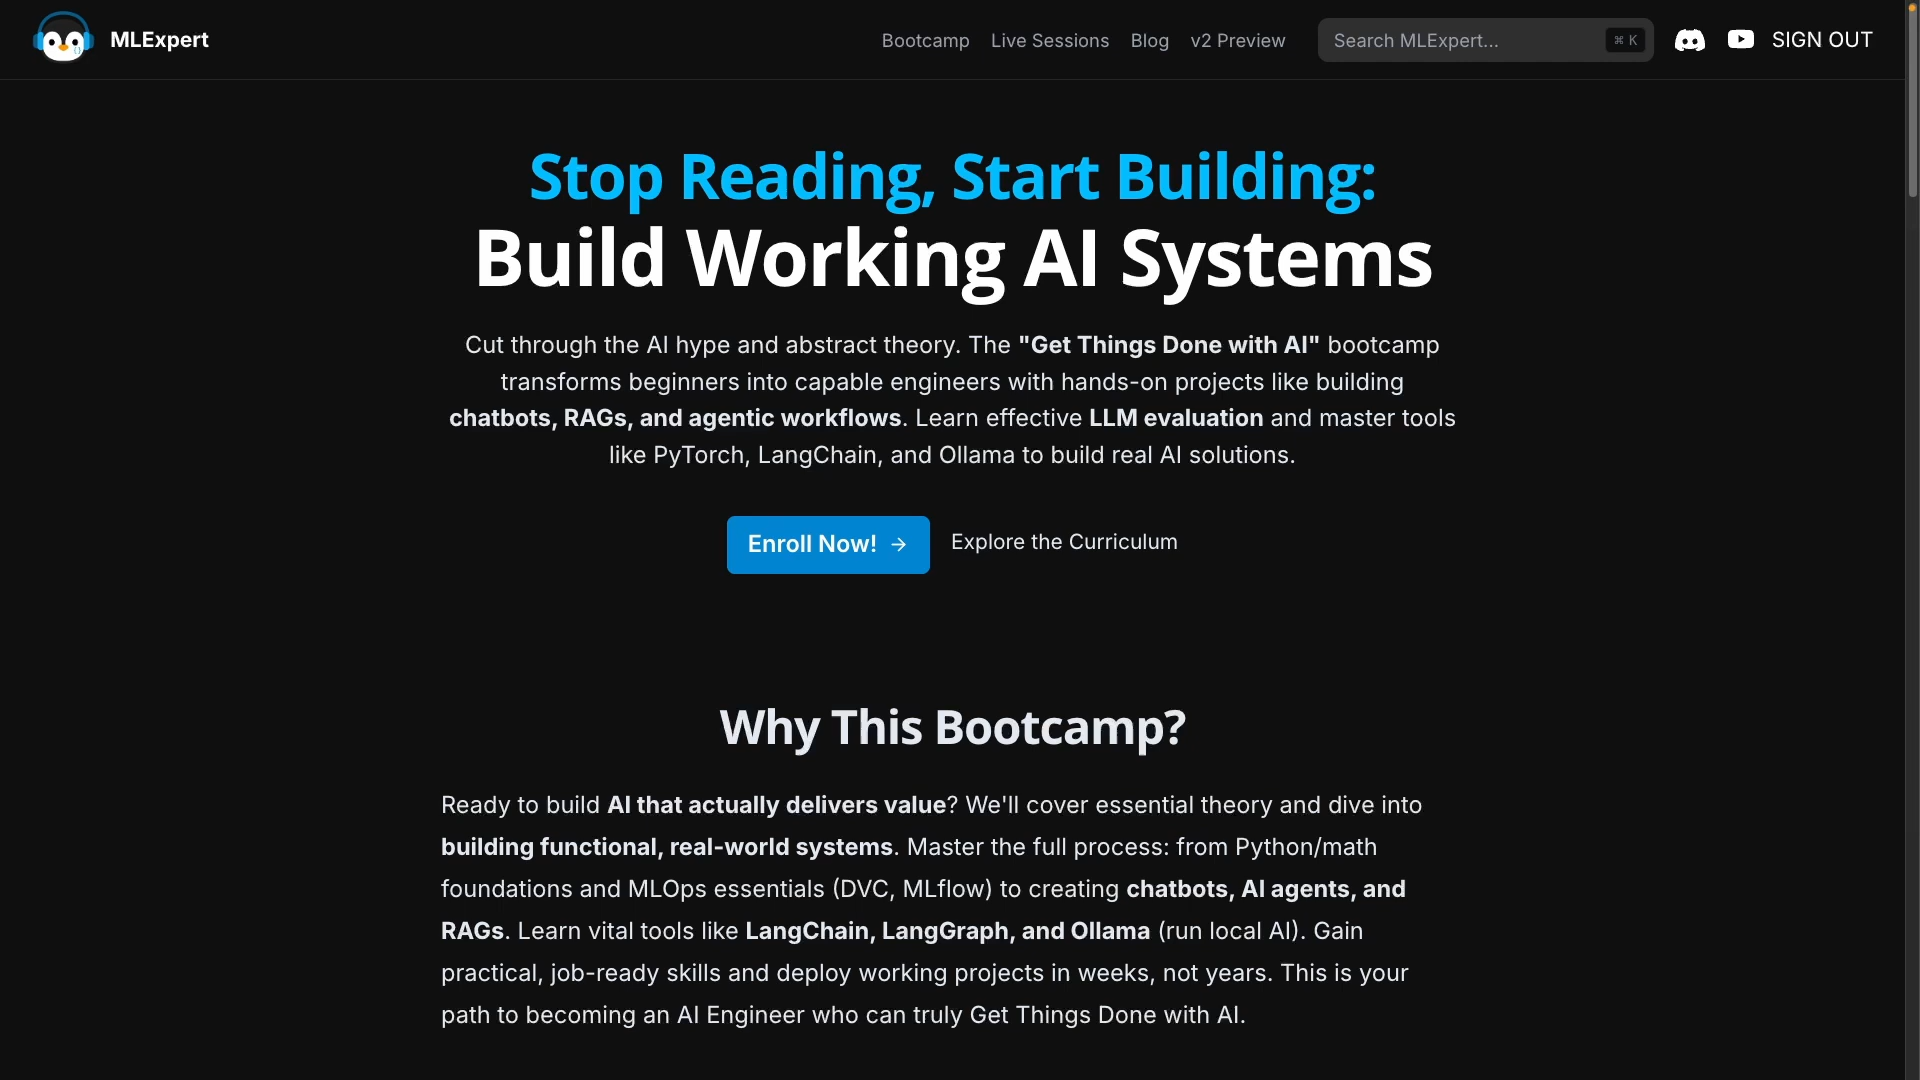 MLExpert
Bootcamp
Live Sessions
Blog
v2 Preview
Search MLExpert...
⌘ K
SIGN OUT
Stop Reading, Start Building:
Build Working AI Systems
Cut through the AI hype and abstract theory. The "Get Things Done with AI" bootcamp
transforms beginners into capable engineers with hands-on projects like building
chatbots, RAGs, and agentic workflows. Learn effective LLM evaluation and master tools
like PyTorch, LangChain, and Ollama to build real AI solutions.
Enroll Now! →
Explore the Curriculum
Why This Bootcamp?
Ready to build AI that actually delivers value? We'll cover essential theory and dive into
building functional, real-world systems. Master the full process: from Python/math
foundations and MLOps essentials (DVC, MLflow) to creating chatbots, AI agents, and
RAGs. Learn vital tools like LangChain, LangGraph, and Ollama (run local AI). Gain
practical, job-ready skills and deploy working projects in weeks, not years. This is your
path to becoming an AI Engineer who can truly Get Things Done with AI.